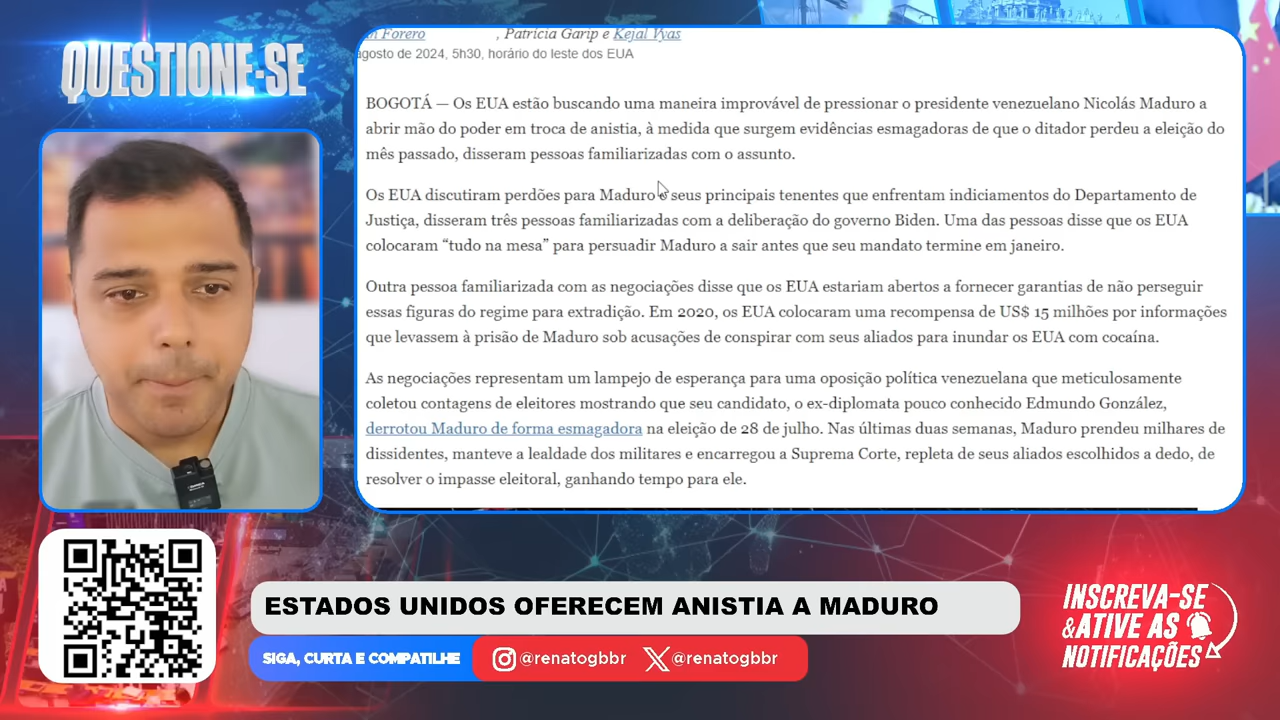 QUESTIONE-SE
Forero, Patricia Garip e Kejal Vyas
agosto de 2024, 5h30, horário do leste dos EUA
BOGOTÁ — Os EUA estão buscando uma maneira improvável de pressionar o presidente venezuelano Nicolás Maduro a
abrir mão do poder em troca de anistia, à medida que surgem evidências esmagadoras de que o ditador perdeu a eleição do
mês passado, disseram pessoas familiarizadas com o assunto.
Os EUA discutiram perdões para Maduro e seus principais tenentes que enfrentam indiciamentos do Departamento de
Justiça, disseram três pessoas familiarizadas com a deliberação do governo Biden. Uma das pessoas disse que os EUA
colocaram “tudo na mesa” para persuadir Maduro a sair antes que seu mandato termine em janeiro.
Outra pessoa familiarizada com as negociações disse que os EUA estariam abertos a fornecer garantias de não perseguir
essas figuras do regime para extradição. Em 2020, os EUA colocaram uma recompensa de US$ 15 milhões por informações
que levassem à prisão de Maduro sob acusações de conspirar com seus aliados para inundar os EUA com cocaína.
As negociações representam um lampejo de esperança para uma oposição política venezuelana que meticulosamente
coletou contagens de eleitores mostrando que seu candidato, o ex-diplomata pouco conhecido Edmundo González,
derrotou Maduro de forma esmagadora na eleição de 28 de julho. Nas últimas duas semanas, Maduro prendeu milhares de
dissidentes, manteve a lealdade dos militares e encarregou a Suprema Corte, repleta de seus aliados escolhidos a dedo, de
resolver o impasse eleitoral, ganhando tempo para ele.
ESTADOS UNIDOS OFERECEM ANISTIA A MADURO
SIGA, CURTA E COMPATILHE
@renatogbbr
@renatogbbr
INSCREVA-SE
&ATIVE AS
NOTIFICAÇÕES